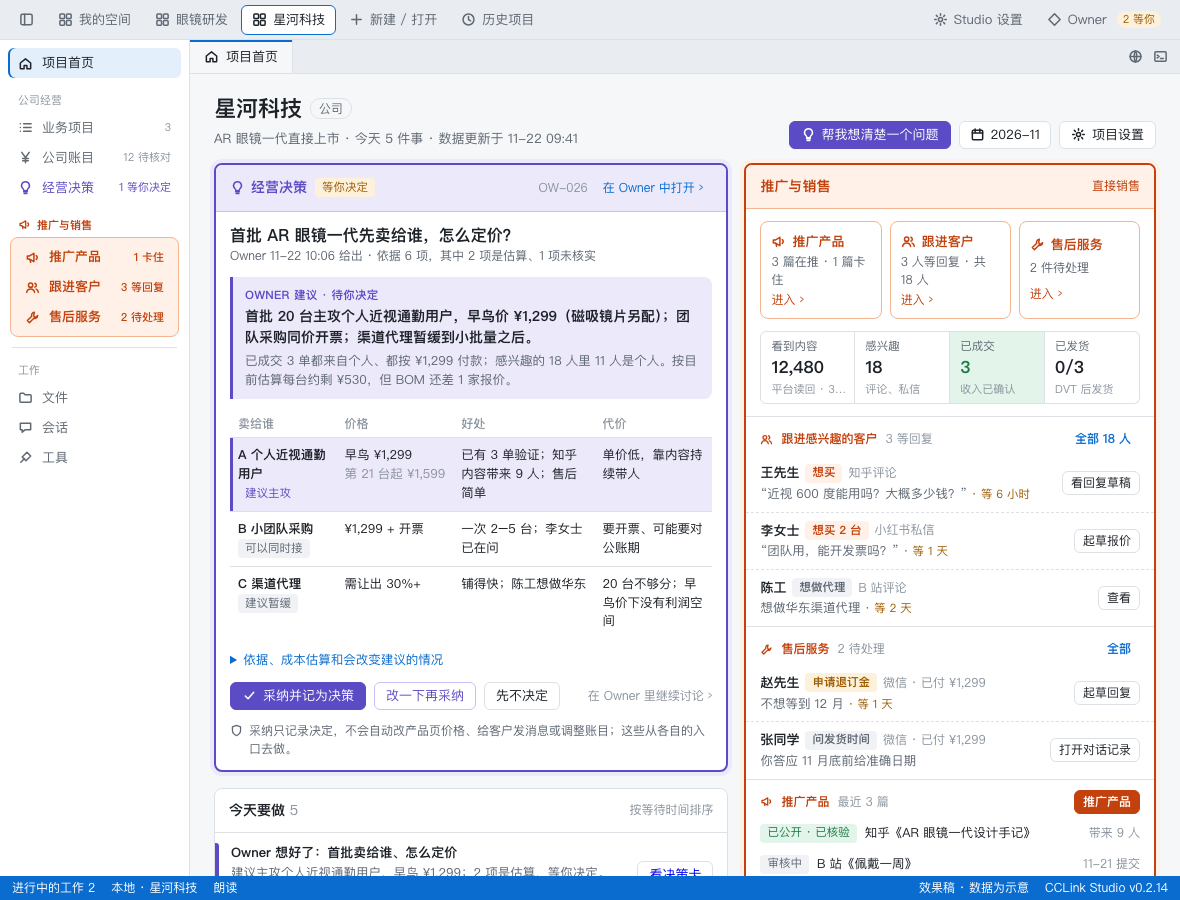 我的空间 眼镜研发 星河科技 新建 / 打开 历史项目 Studio 设置 Owner 2 等你
项目首页
公司经营
业务项目 3
公司账目 12 待核对
经营决策 1 等你决定
推广与销售
推广产品 1 卡住
跟进客户 3 等回复
售后服务 2 待处理
工作
文件
会话
工具
项目首页
星河科技 公司
AR 眼镜一代直接上市 · 今天 5 件事 · 数据更新于 11-22 09:41
帮我想清楚一个问题 2026-11 项目设置
经营决策 等你决定 OW-026 在 Owner 中打开 ›
首批 AR 眼镜一代先卖给谁，怎么定价？
Owner 11-22 10:06 给出 · 依据 6 项，其中 2 项是估算、1 项未核实
OWNER 建议 · 待你决定
首批 20 台主攻个人近视通勤用户，早鸟价 ¥1,299（磁吸镜片另配）；团
队采购同价开票；渠道代理暂缓到小批量之后。
已成交 3 单都来自个人、都按 ¥1,299 付款；感兴趣的 18 人里 11 人是个人。按目
前估算每台约剩 ¥530，但 BOM 还差 1 家报价。
卖给谁 价格 好处 代价
A 个人近视通勤
用户
建议主攻
早鸟 ¥1,299
第 21 台起 ¥1,599
已有 3 单验证；知乎
内容带来 9 人；售后
简单
单价低，靠内容持
续带人
B 小团队采购
可以同时接
¥1,299 + 开票
一次 2–5 台；李女士
已在问
要开票、可能要对
公账期
C 渠道代理
建议暂缓
需让出 30%+
铺得快；陈工想做华东
20 台不够分；早
鸟价下没有利润空
间
依据、成本估算和会改变建议的情况
采纳并记为决策 改一下再采纳 先不决定 在 Owner 里继续讨论 ›
采纳只记录决定，不会自动改产品页价格、给客户发消息或调整账目；这些从各自的入
口去做。
今天要做 5 按等待时间排序
Owner 想好了：首批卖给谁、怎么定价
建议主攻个人近视通勤用户、早鸟 ¥1,299；2 项是估算、等你决定。
看决策卡
推广与销售 直接销售
推广产品
3 篇在推 · 1 篇卡
住
进入 ›
跟进客户
3 人等回复 · 共
18 人
进入 ›
售后服务
2 件待处理
进入 ›
看到内容
12,480
平台读回 · 3…
感兴趣
18
评论、私信
已成交
3
收入已确认
已发货
0/3
DVT 后发货
跟进感兴趣的客户 3 等回复 全部 18 人
王先生 想买 知乎评论
“近视 600 度能用吗？大概多少钱？” · 等 6 小时
看回复草稿
李女士 想买 2 台 小红书私信
“团队用，能开发票吗？” · 等 1 天
起草报价
陈工 想做代理 B 站评论
想做华东渠道代理 · 等 2 天
查看
售后服务 2 待处理 全部
赵先生 申请退订金 微信 · 已付 ¥1,299
不想等到 12 月 · 等 1 天
起草回复
张同学 问发货时间 微信 · 已付 ¥1,299
你答应 11 月底前给准确日期
打开对话记录
推广产品 最近 3 篇 推广产品
已公开 · 已核验 知乎《AR 眼镜一代设计手记》 带来 9 人
审核中 B 站《佩戴一周》 11-21 提交
进行中的工作 2 本地 · 星河科技 朗读 效果稿 · 数据为示意 CCLink Studio v0.2.14